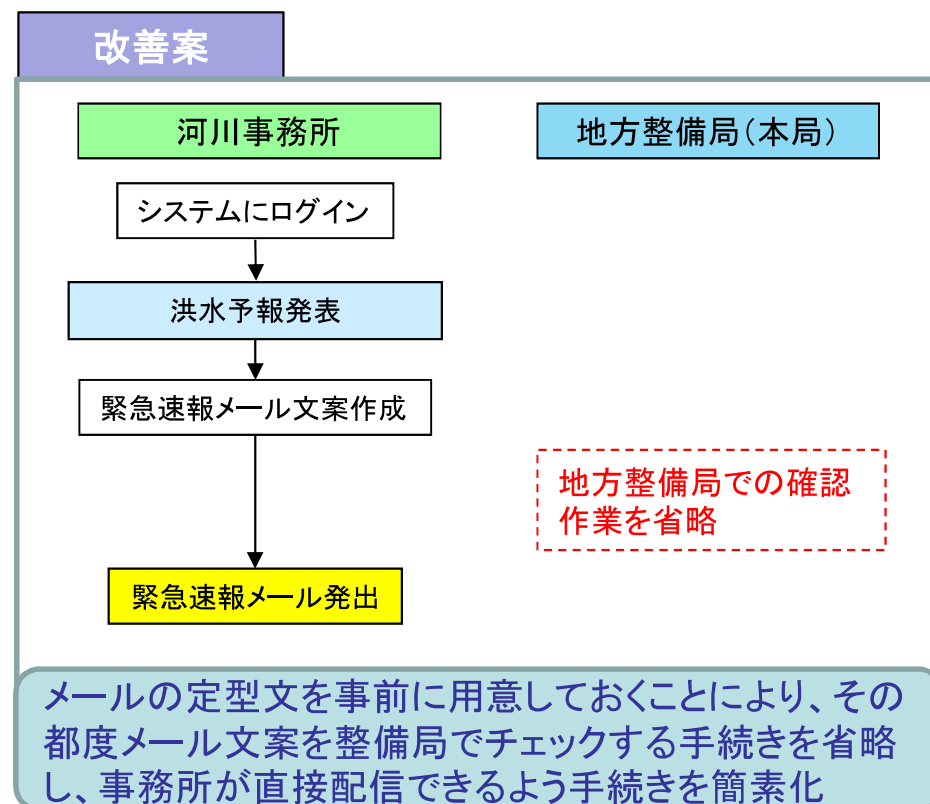 改善案
河川事務所
地方整備局(本局)
システムにログイン
洪水予報発表
緊急速報メール文案作成
地方整備局での確認
作業を省略
緊急速報メール発出
メールの定型文を事前に用意しておくことにより、その
都度メール文案を整備局でチェックする手続きを省略
し、事務所が直接配信できるよう手続きを簡素化